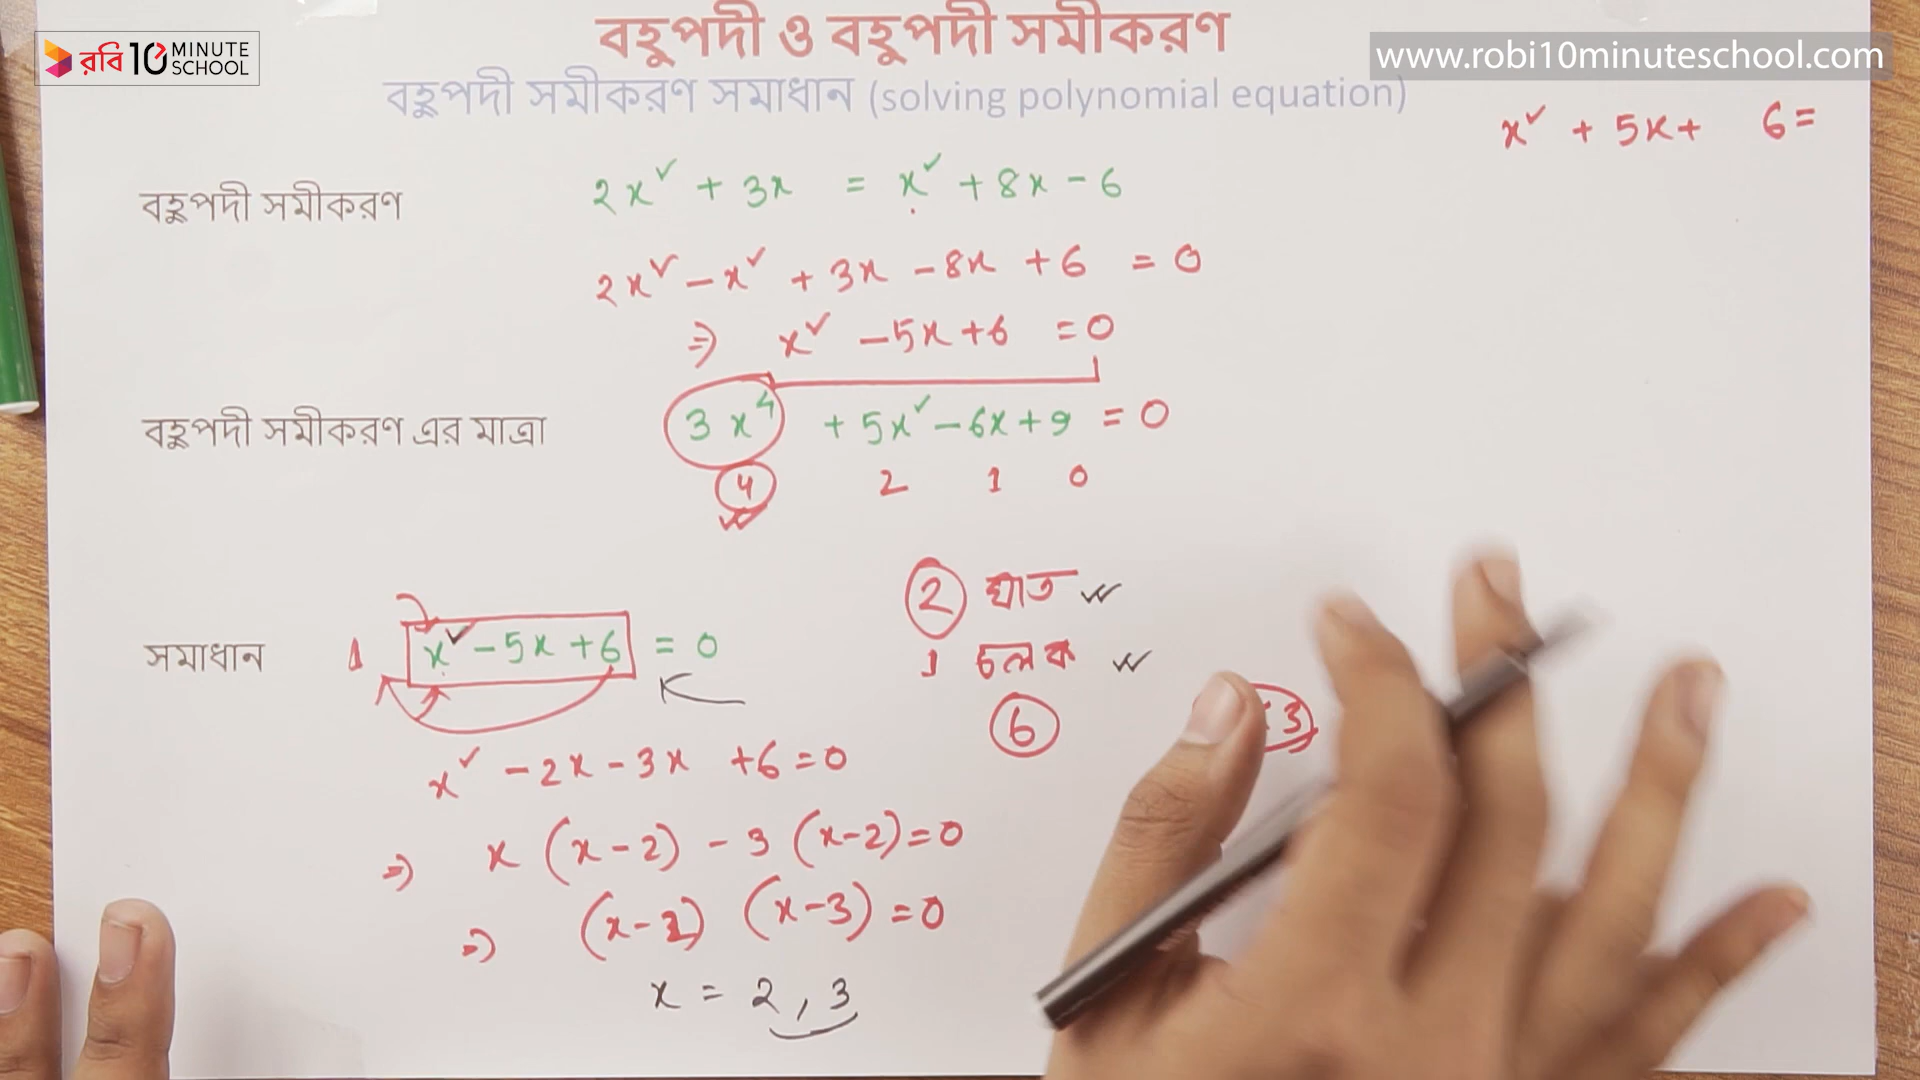 রবি 10 MINUTE SCHOOL
বহুপদী ও বহুপদী সমীকরণ
www.robi10minuteschool.com
বহুপদী সমীকরণ সমাধান (solving polynomial equation)
x² + 5x + 6 =
বহুপদী সমীকরণ 2x² + 3x = x² + 8x - 6
2x² - x² + 3x - 8x + 6 = 0
⇒ x² - 5x + 6 = 0
বহুপদী সমীকরণ এর মাত্রা 3x⁴ + 5x² - 6x + 9 = 0
4 2 1 0
2 ঘাত
সমাধান 1 x² - 5x + 6 = 0
1 চলক
6 3
x² - 2x - 3x + 6 = 0
⇒ x (x - 2) - 3 (x - 2) = 0
⇒ (x - 2) (x - 3) = 0
x = 2, 3